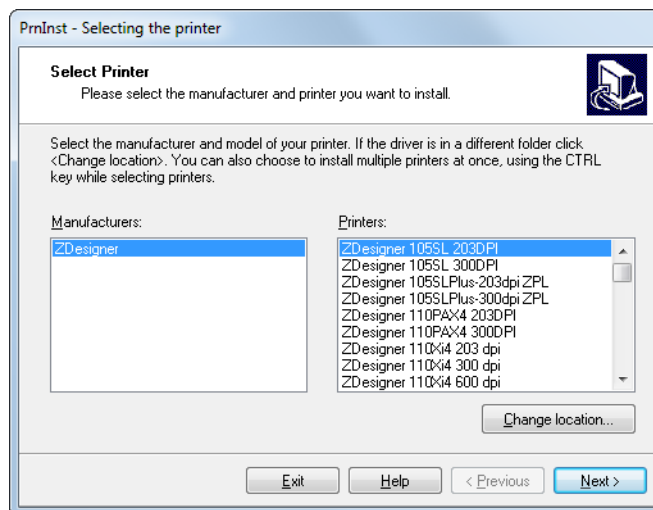 PrnInst - Selecting the printer
Select Printer
Please select the manufacturer and printer you want to install.
Select the manufacturer and model of your printer. If the driver is in a different folder click
<Change location>. You can also choose to install multiple printers at once, using the CTRL
key while selecting printers.
Manufacturers:
ZDesigner
Printers:
ZDesigner 105SL 203DPI
ZDesigner 105SL 300DPI
ZDesigner 105SLPlus-203dpi ZPL
ZDesigner 105SLPlus-300dpi ZPL
ZDesigner 110PAX4 203DPI
ZDesigner 110PAX4 300DPI
ZDesigner 110Xi4 203 dpi
ZDesigner 110Xi4 300 dpi
ZDesigner 110Xi4 600 dpi
Change location...
Exit
Help
< Previous
Next >